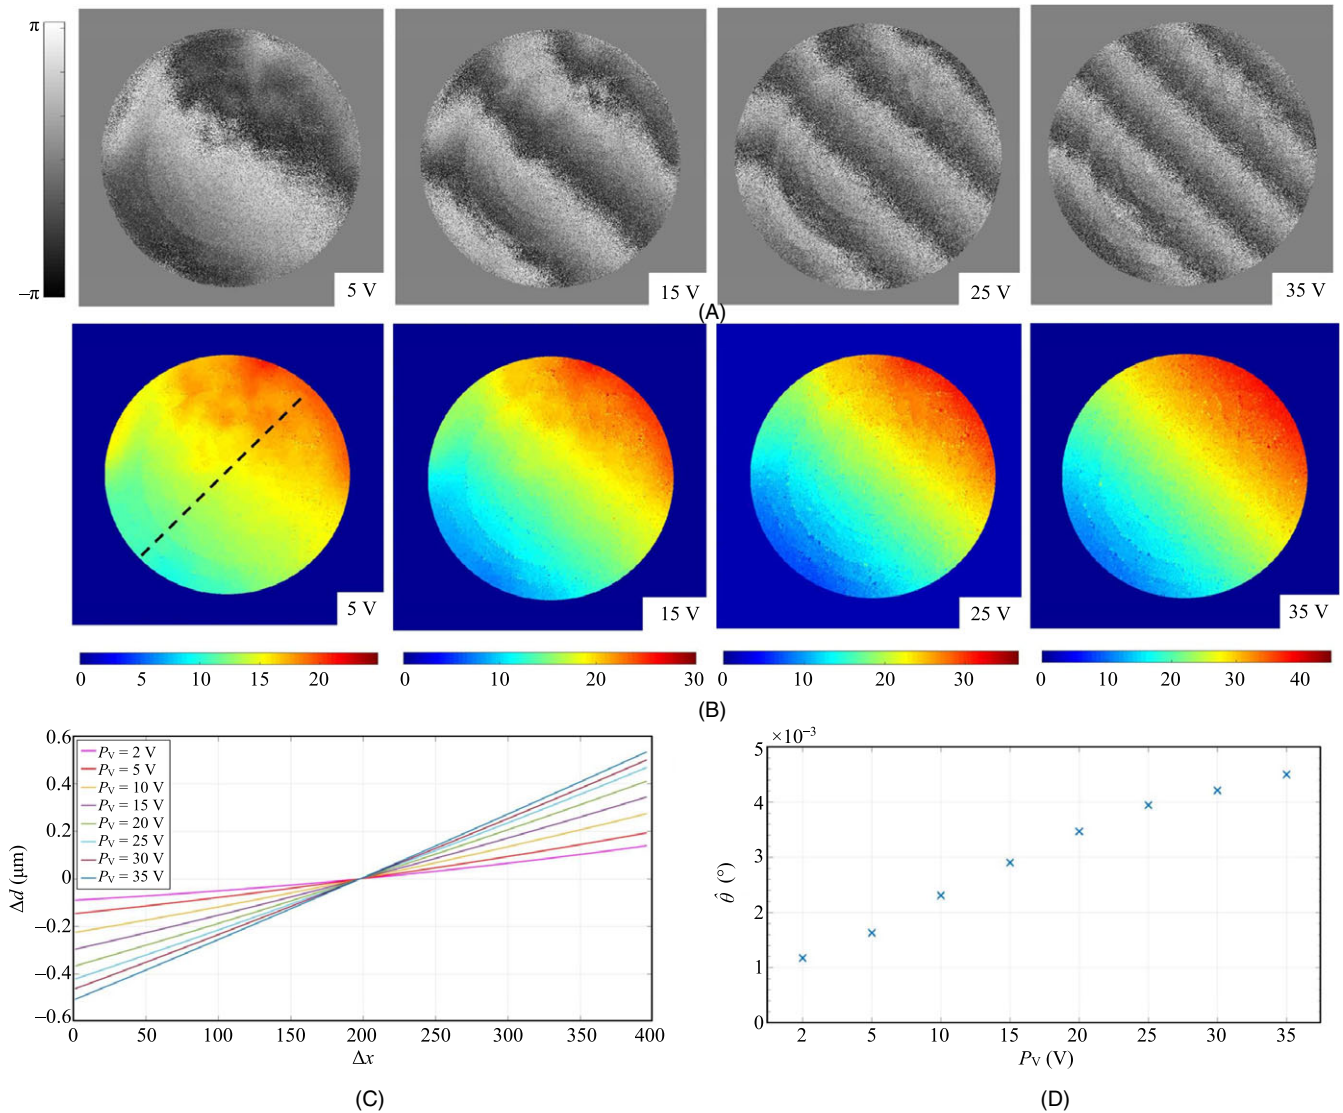 π
–π
5 V
15 V
25 V
35 V
(A)
5 V
15 V
25 V
35 V
0 5 10 15 20
0 10 20 30
0 10 20 30
0 10 20 30 40
(B)
0.6
0.4
0.2
0
–0.2
–0.4
–0.6
Δd (μm)
P_V = 2 V
P_V = 5 V
P_V = 10 V
P_V = 15 V
P_V = 20 V
P_V = 25 V
P_V = 30 V
P_V = 35 V
0 50 100 150 200 250 300 350 400
Δx
(C)
×10⁻³
5
4
3
2
1
0
θ̂ (°)
2 5 10 15 20 25 30 35
P_V (V)
(D)